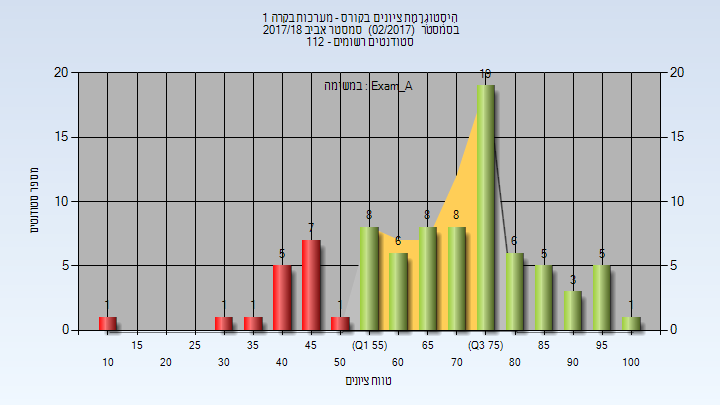 היסטוגרמת ציונים בקורס - מערכות בקרה 1
בסמסטר (02/2017) סמסטר אביב 2017/18
סטודנטים רשומים - 112
במשימה : Exam_A
מספר סטודנטים
20 20
15 15
10 10
5 5
0 0
1 1 1 5 7 1 8 6 8 8 19 6 5 3 5 1
15 25 35 45 (Q1 55) 65 (Q3 75) 85 95
10 20 30 40 50 60 70 80 90 100
טווח ציונים